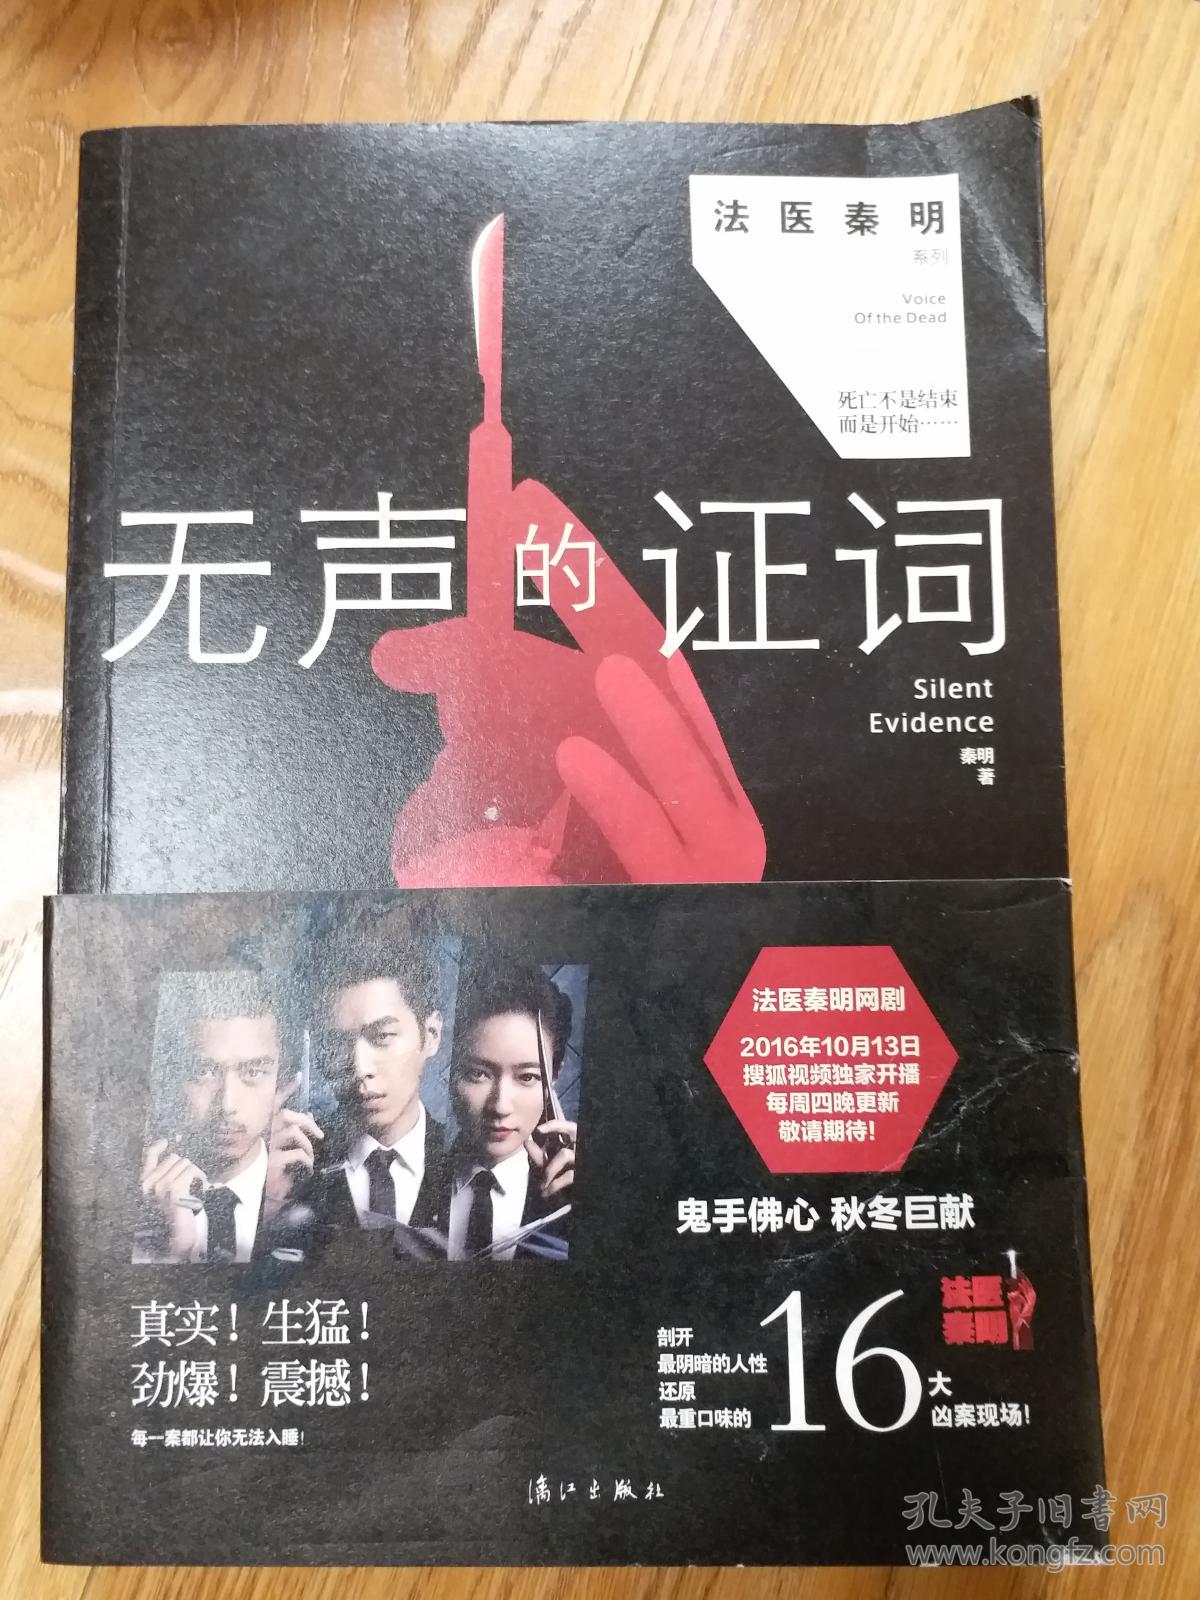 法医秦明
系列
Voice
Of the Dead
死亡不是结束
而是开始……
无声的证词
Silent
Evidence
秦明
著
法医秦明网剧
2016年10月13日
搜狐视频独家开播
每周四晚更新
敬请期待！
鬼手佛心 秋冬巨献
真实！生猛！
劲爆！震撼！
每一案都让你无法入睡！
剖开
最阴暗的人性
还原
最重口味的
16大
凶案现场！
法医
秦明
漓江出版社
孔夫子旧书网
www.kongfz.com